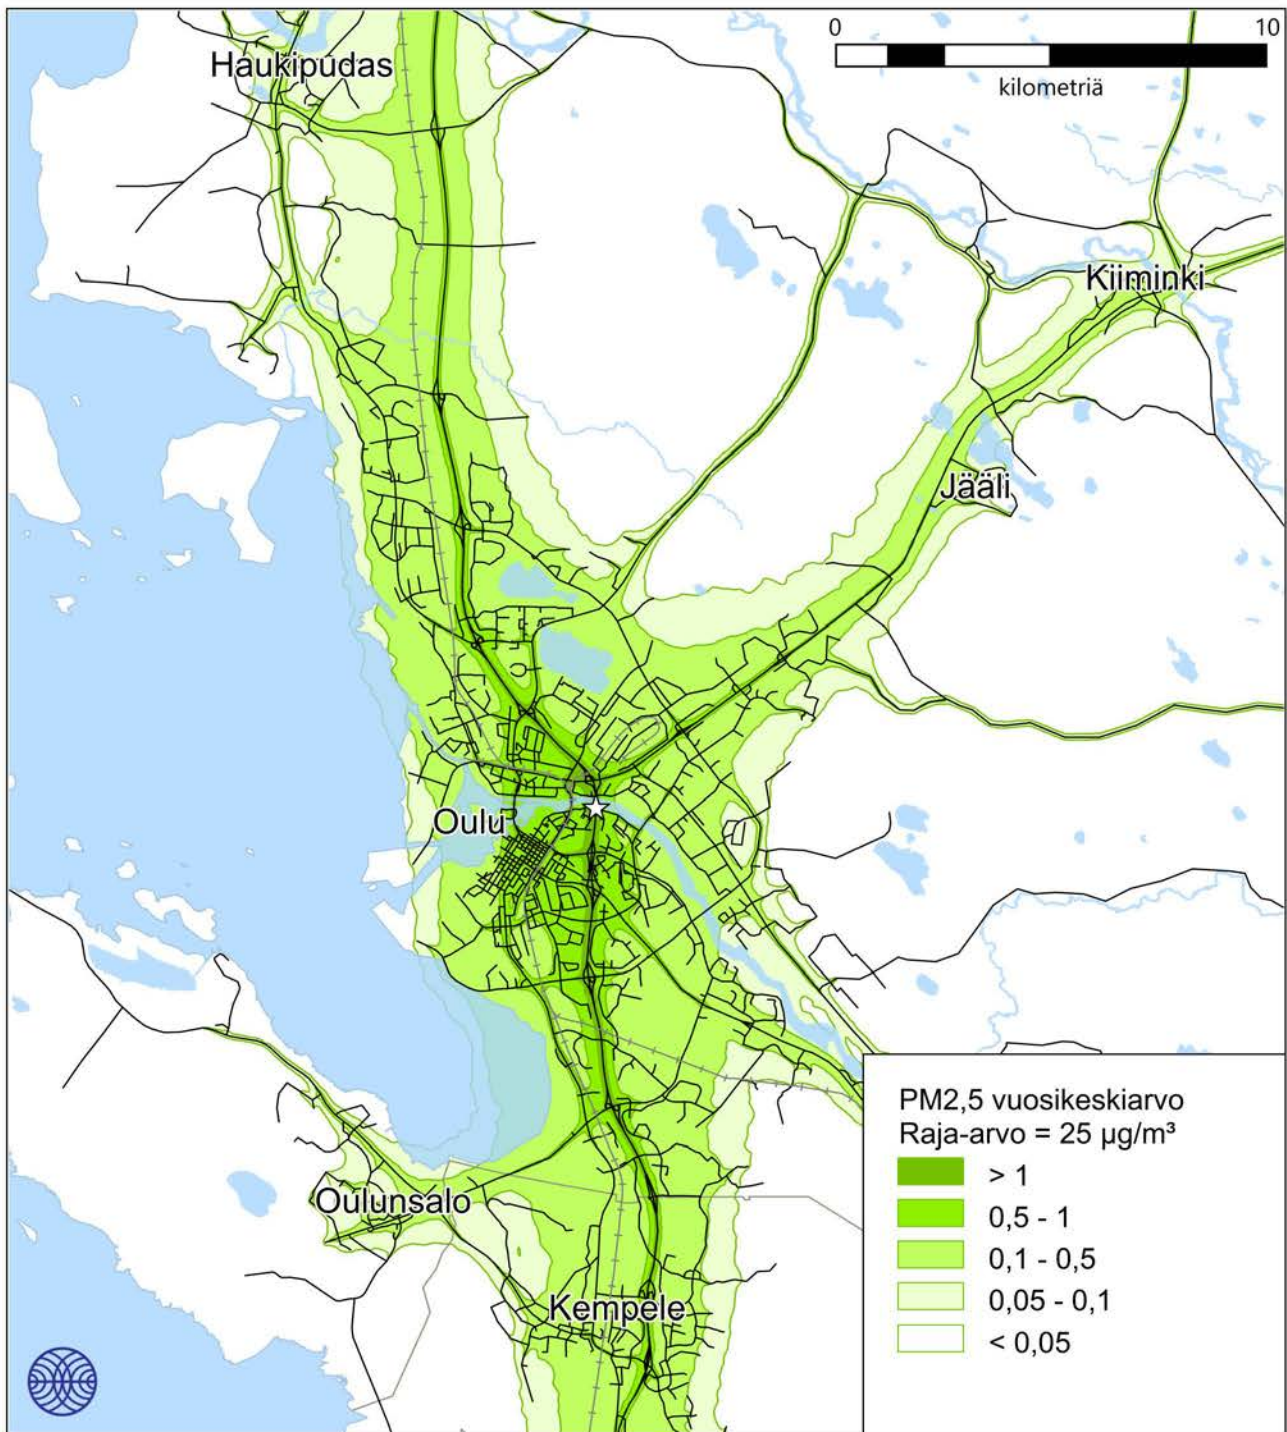 0 10
kilometriä
Haukipudas
Kiiminki
Jääli
Oulu
Oulunsalo
Kempele
PM2,5 vuosikeskiarvo
Raja-arvo = 25 µg/m³
> 1
0,5 - 1
0,1 - 0,5
0,05 - 0,1
< 0,05